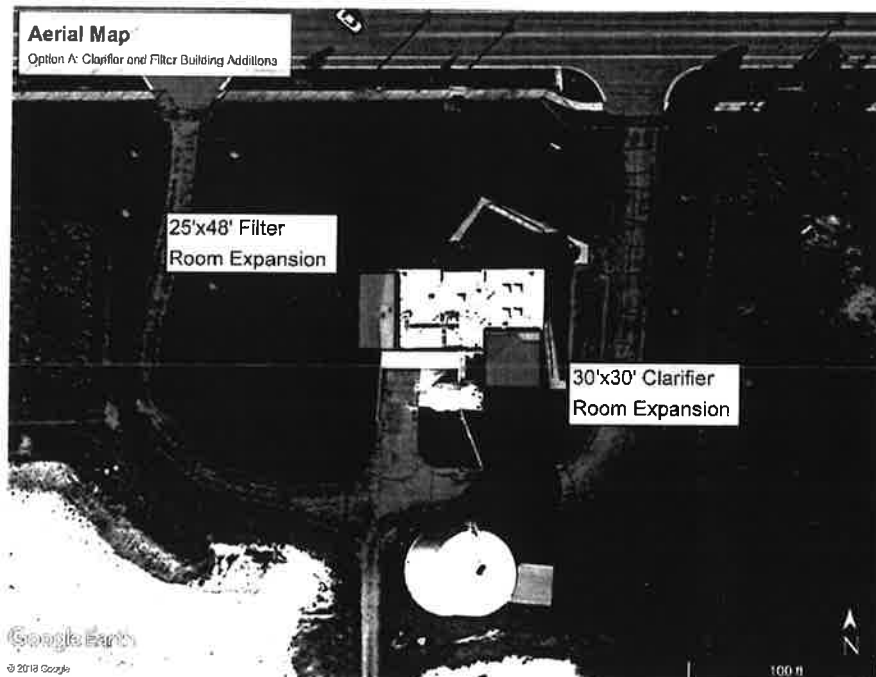 Aerial Map
Option A: Clarifier and Filter Building Additions
25'x48' Filter
Room Expansion
30'x30' Clarifier
Room Expansion
Google Earth
© 2018 Google
N
100 ft